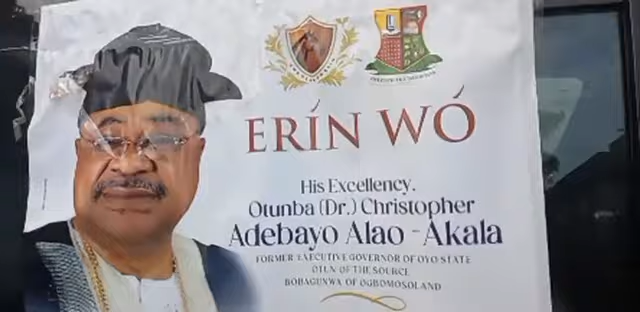 ERÍN WÓ
His Excellency.
Otunba (Dr.) Christopher
Adebayo Alao - Akala
FORMER EXECUTIVE GOVERNOR OF OYO STATE
OTUN OF THE SOURCE
BOBAGUNWA OF OGBOMOSOLAND